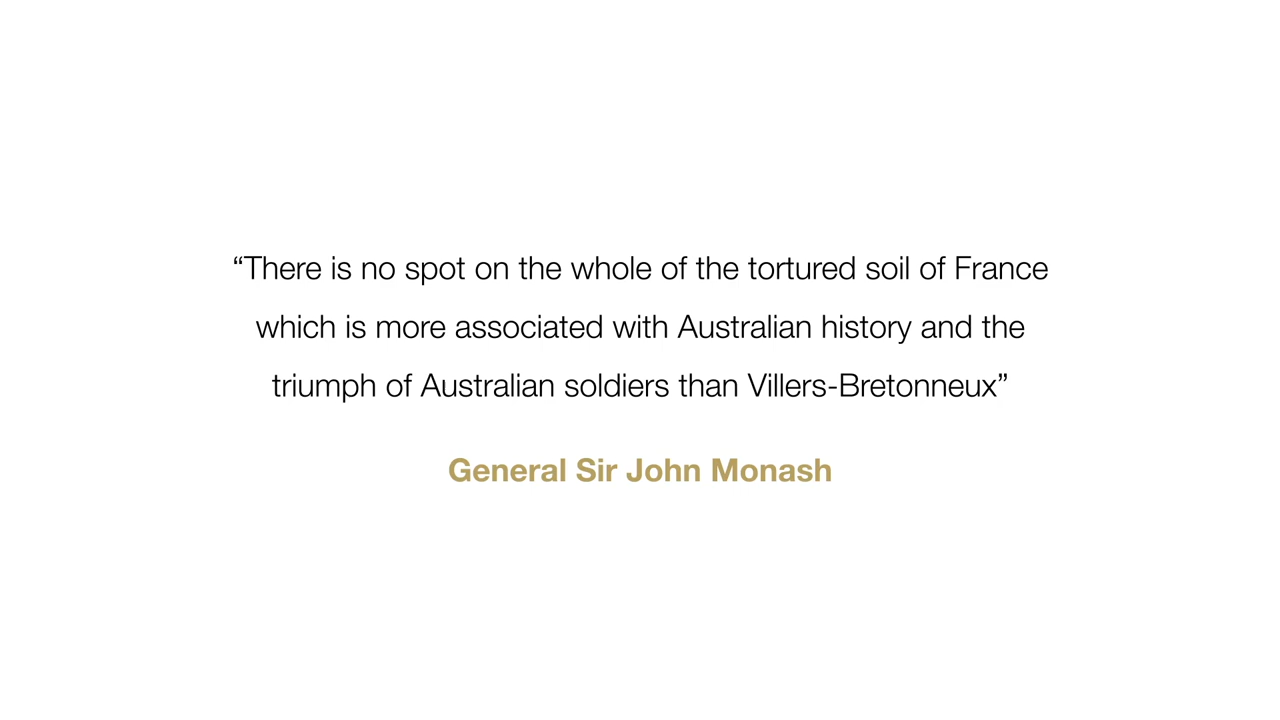 “There is no spot on the whole of the tortured soil of France
which is more associated with Australian history and the
triumph of Australian soldiers than Villers-Bretonneux”
General Sir John Monash